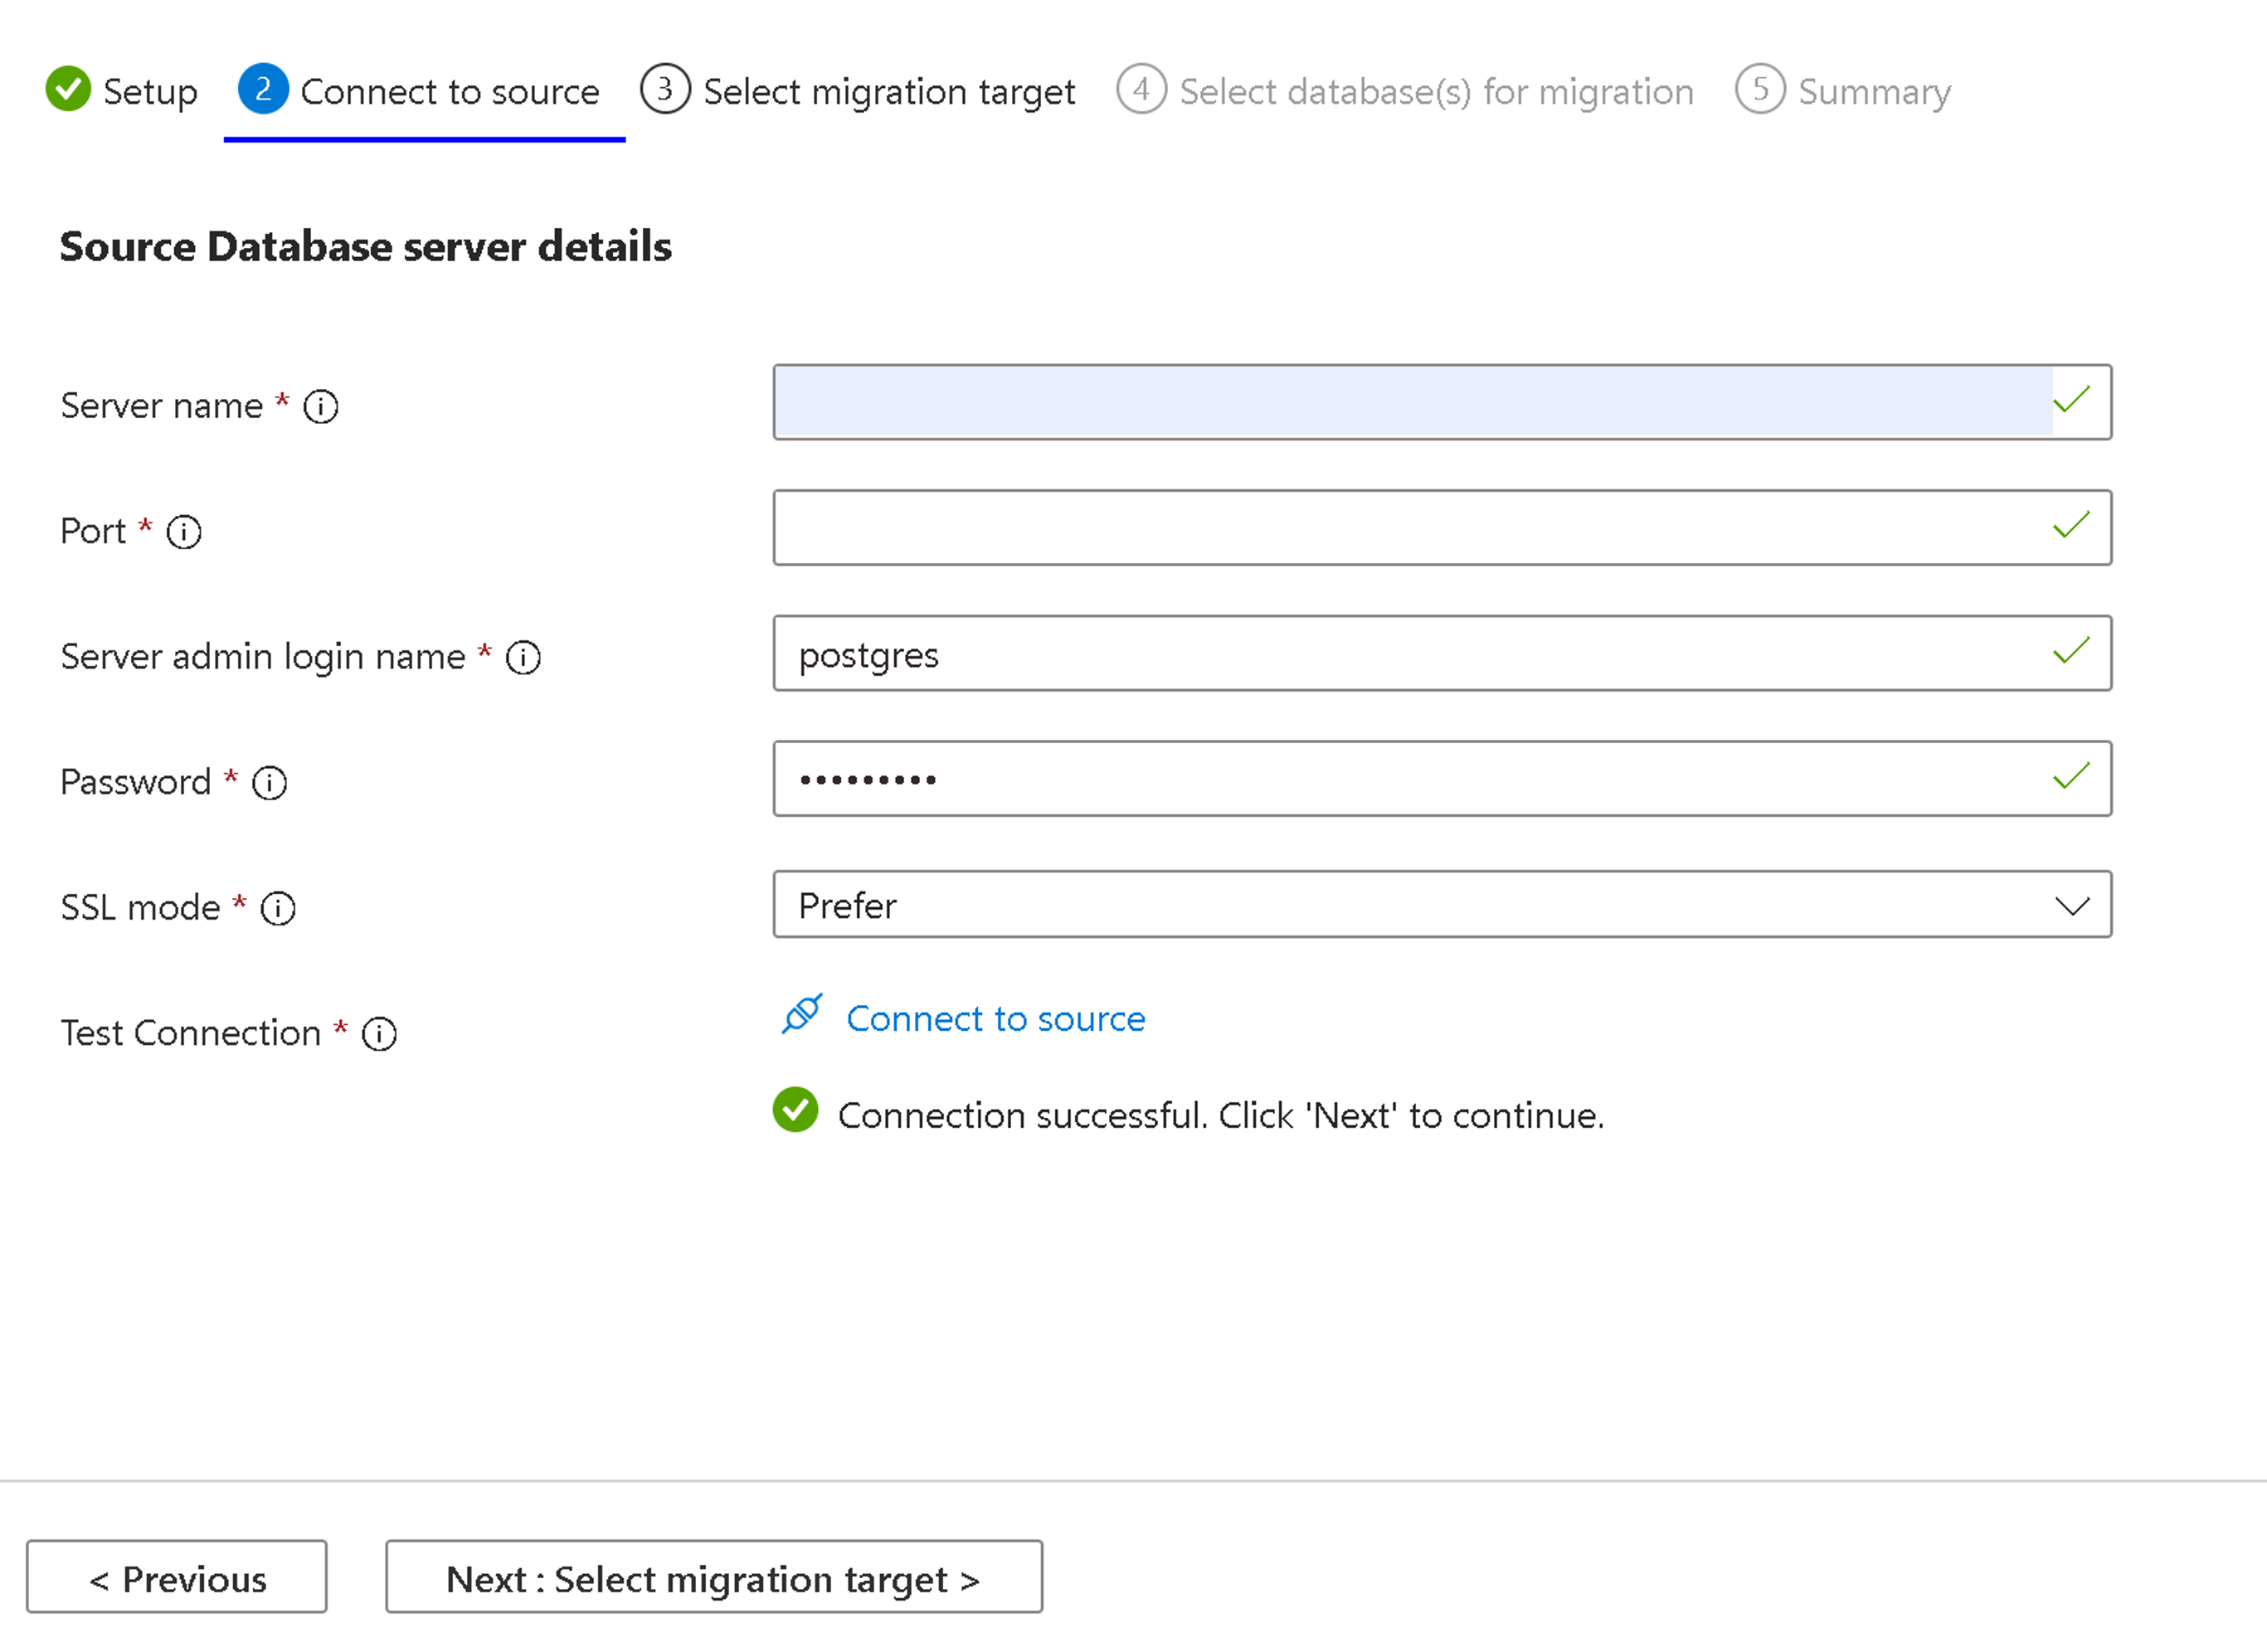 Setup 2 Connect to source 3 Select migration target 4 Select database(s) for migration 5 Summary
Source Database server details
Server name *
Port *
Server admin login name * postgres
Password * •••••••••
SSL mode * Prefer
Test Connection * Connect to source
Connection successful. Click 'Next' to continue.
< Previous Next : Select migration target >